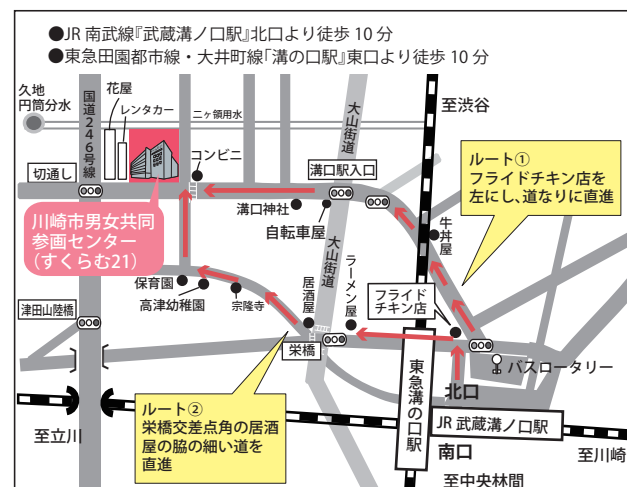 ●JR 南武線『武蔵溝ノ口駅』北口より徒歩 10 分
●東急田園都市線・大井町線「溝の口駅」東口より徒歩 10 分
久地
円筒分水
花屋
レンタカー
国道246号線
二ヶ領用水
大山街道
至渋谷
コンビニ
切通し
溝口駅入口
溝口神社
自転車屋
ルート①
フライドチキン店を
左にし、道なりに直進
牛丼屋
川崎市男女共同
参画センター
(すくらむ21)
大山街道
保育園
高津幼稚園
宗隆寺
居酒屋
ラーメン屋
フライド
チキン店
津田山陸橋
栄橋
バスロータリー
東急溝の口駅
北口
ルート②
栄橋交差点角の居酒
屋の脇の細い道を
直進
JR 武蔵溝ノ口駅
南口
至立川
至川崎
至中央林間